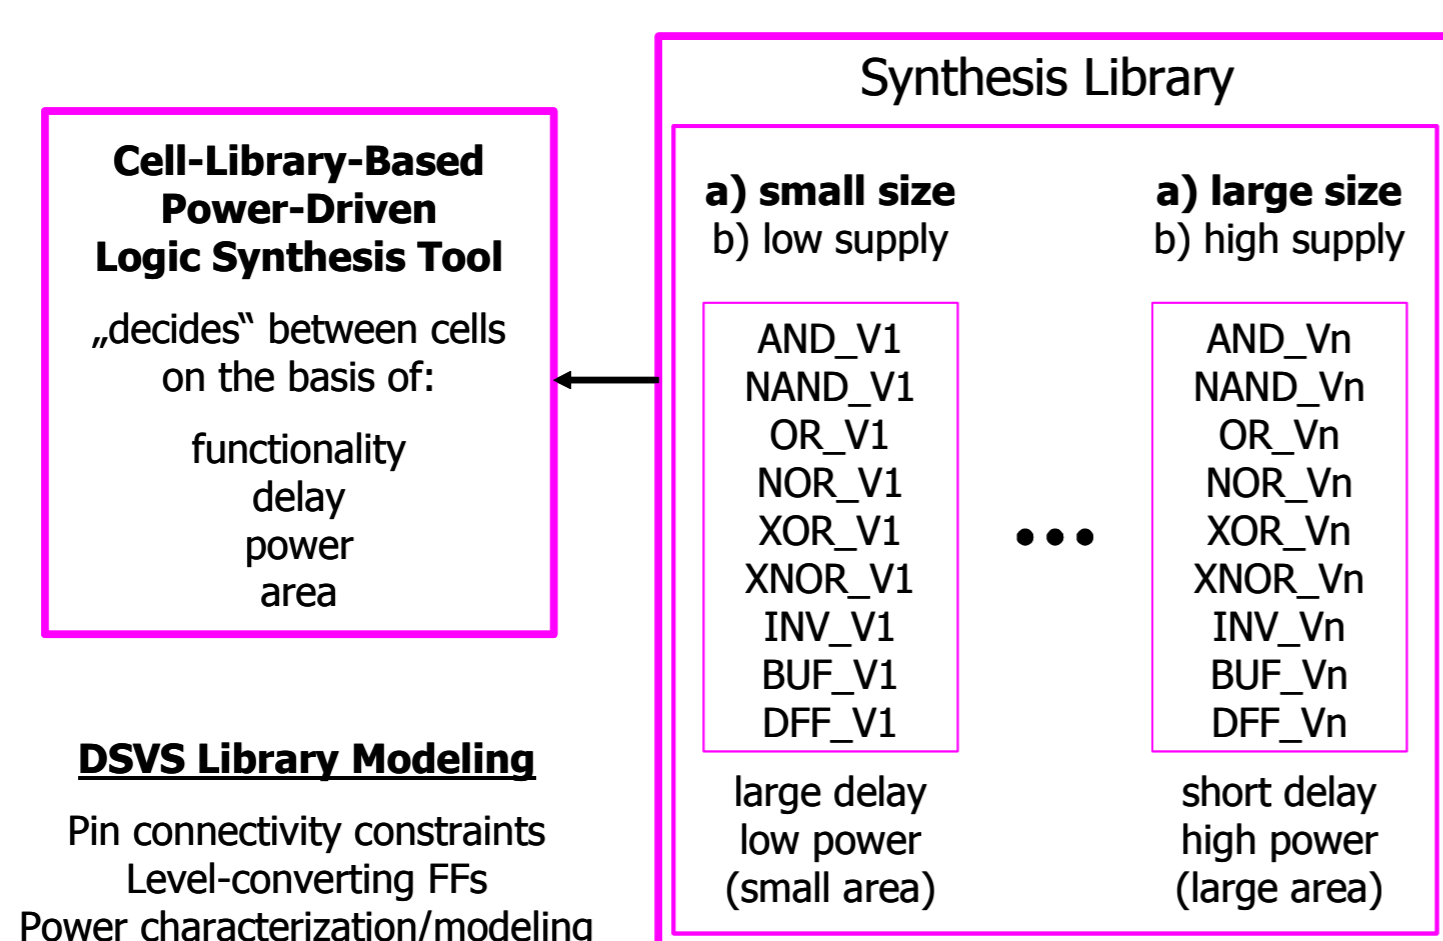 Synthesis Library
Cell-Library-Based
Power-Driven
Logic Synthesis Tool
„decides“ between cells
on the basis of:
functionality
delay
power
area
DSVS Library Modeling
Pin connectivity constraints
Level-converting FFs
Power characterization/modeling
a) small size
b) low supply
AND_V1
NAND_V1
OR_V1
NOR_V1
XOR_V1
XNOR_V1
INV_V1
BUF_V1
DFF_V1
large delay
low power
(small area)
•••
a) large size
b) high supply
AND_Vn
NAND_Vn
OR_Vn
NOR_Vn
XOR_Vn
XNOR_Vn
INV_Vn
BUF_Vn
DFF_Vn
short delay
high power
(large area)